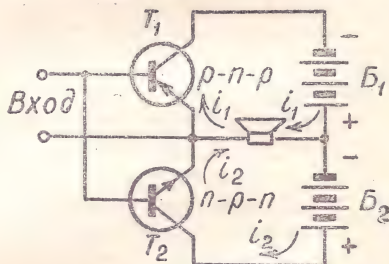 T₁
−
p-n-p
Б₁
i₁
i₁
Вход
+
−
i₂
n-p-n
Б₂
T₂
i₂
+